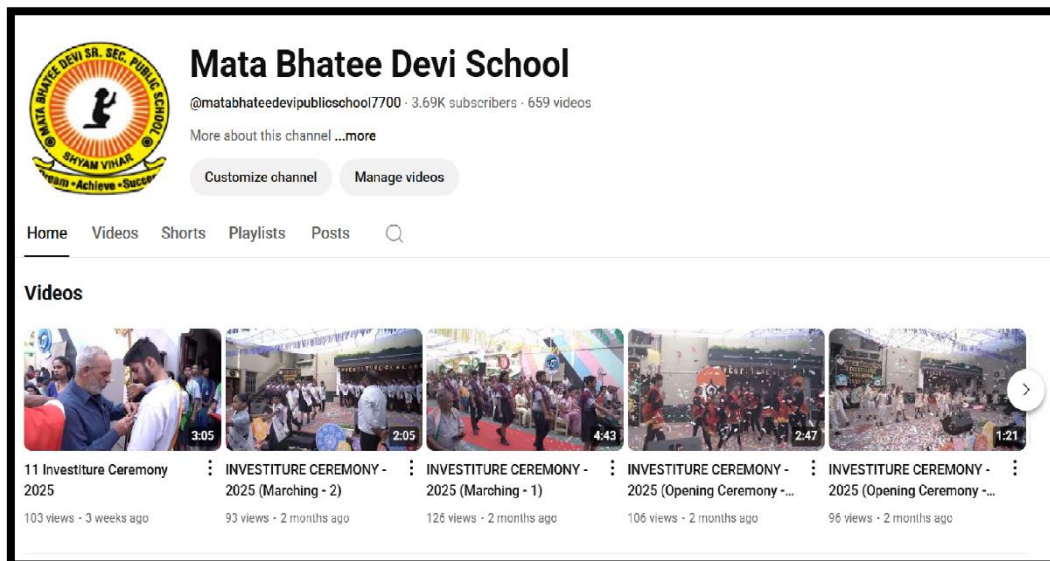 MATA BHATEE DEVI SR. SEC. PUBLIC SCHOOL
SHYAM VIHAR
Mata Bhatee Devi School
@matabhateedevipublicschool7700 · 3.69K subscribers · 659 videos
More about this channel ...more
Customize channel Manage videos
Home Videos Shorts Playlists Posts
Videos
3:05 2:05 4:43 2:47 1:21
11 Investiture Ceremony
2025
103 views · 3 weeks ago
INVESTITURE CEREMONY -
2025 (Marching - 2)
93 views · 2 months ago
INVESTITURE CEREMONY -
2025 (Marching - 1)
126 views · 2 months ago
INVESTITURE CEREMONY -
2025 (Opening Ceremony -...
106 views · 2 months ago
INVESTITURE CEREMONY -
2025 (Opening Ceremony -...
96 views · 2 months ago